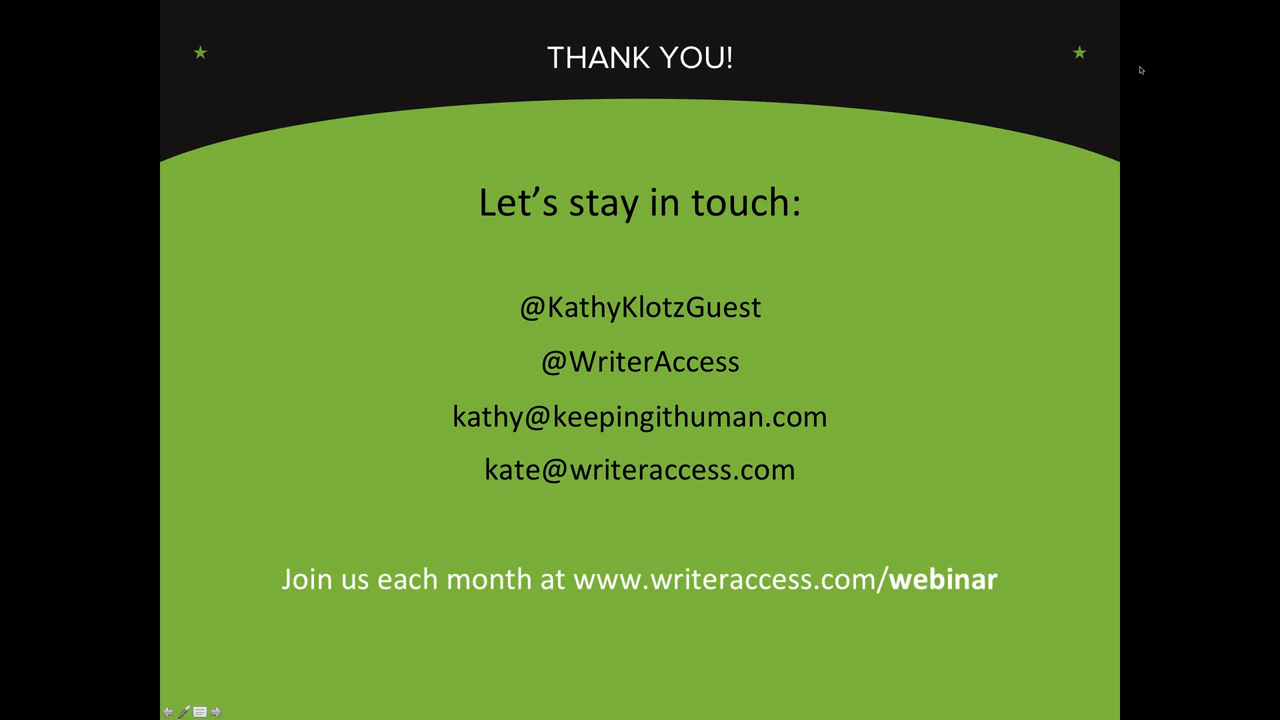 THANK YOU!
Let’s stay in touch:
@KathyKlotzGuest
@WriterAccess
kathy@keepingithuman.com
kate@writeraccess.com
Join us each month at www.writeraccess.com/webinar